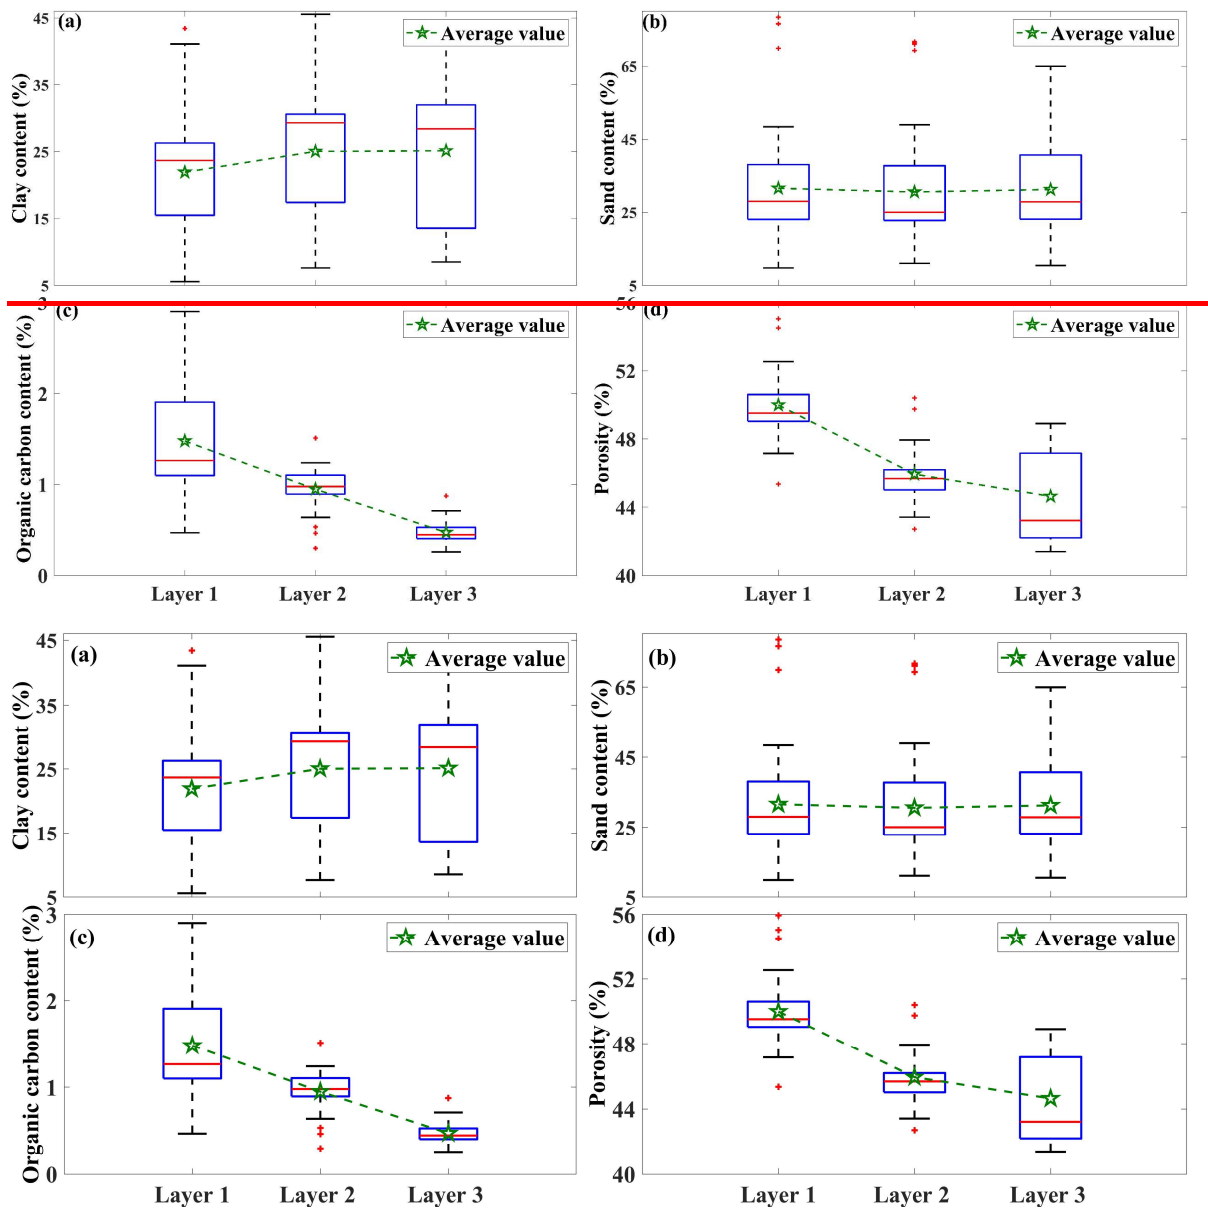 (a)
Average value
Clay content (%)
45
35
25
15
5
(b)
Average value
Sand content (%)
65
45
25
5
(c)
Average value
Organic carbon content (%)
3
2
1
0
Layer 1 Layer 2 Layer 3
(d)
Average value
Porosity (%)
56
52
48
44
40
Layer 1 Layer 2 Layer 3
(a)
Average value
Clay content (%)
45
35
25
15
5
(b)
Average value
Sand content (%)
65
45
25
5
(c)
Average value
Organic carbon content (%)
3
2
1
0
Layer 1 Layer 2 Layer 3
(d)
Average value
Porosity (%)
56
52
48
44
40
Layer 1 Layer 2 Layer 3